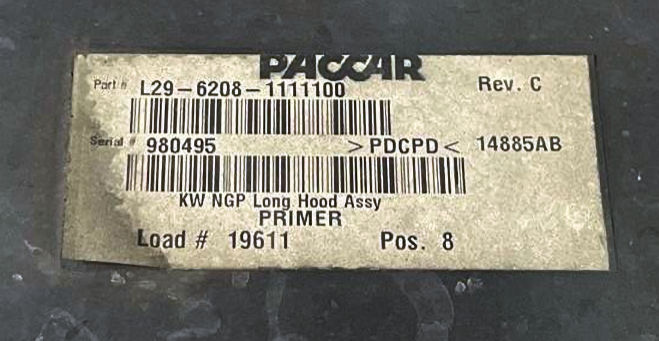 PACCAR
Part # L29-6208-1111100 Rev. C
Serial # 980495 >PDCPD< 14885AB
KW NGP Long Hood Assy
PRIMER
Load # 19611 Pos. 8